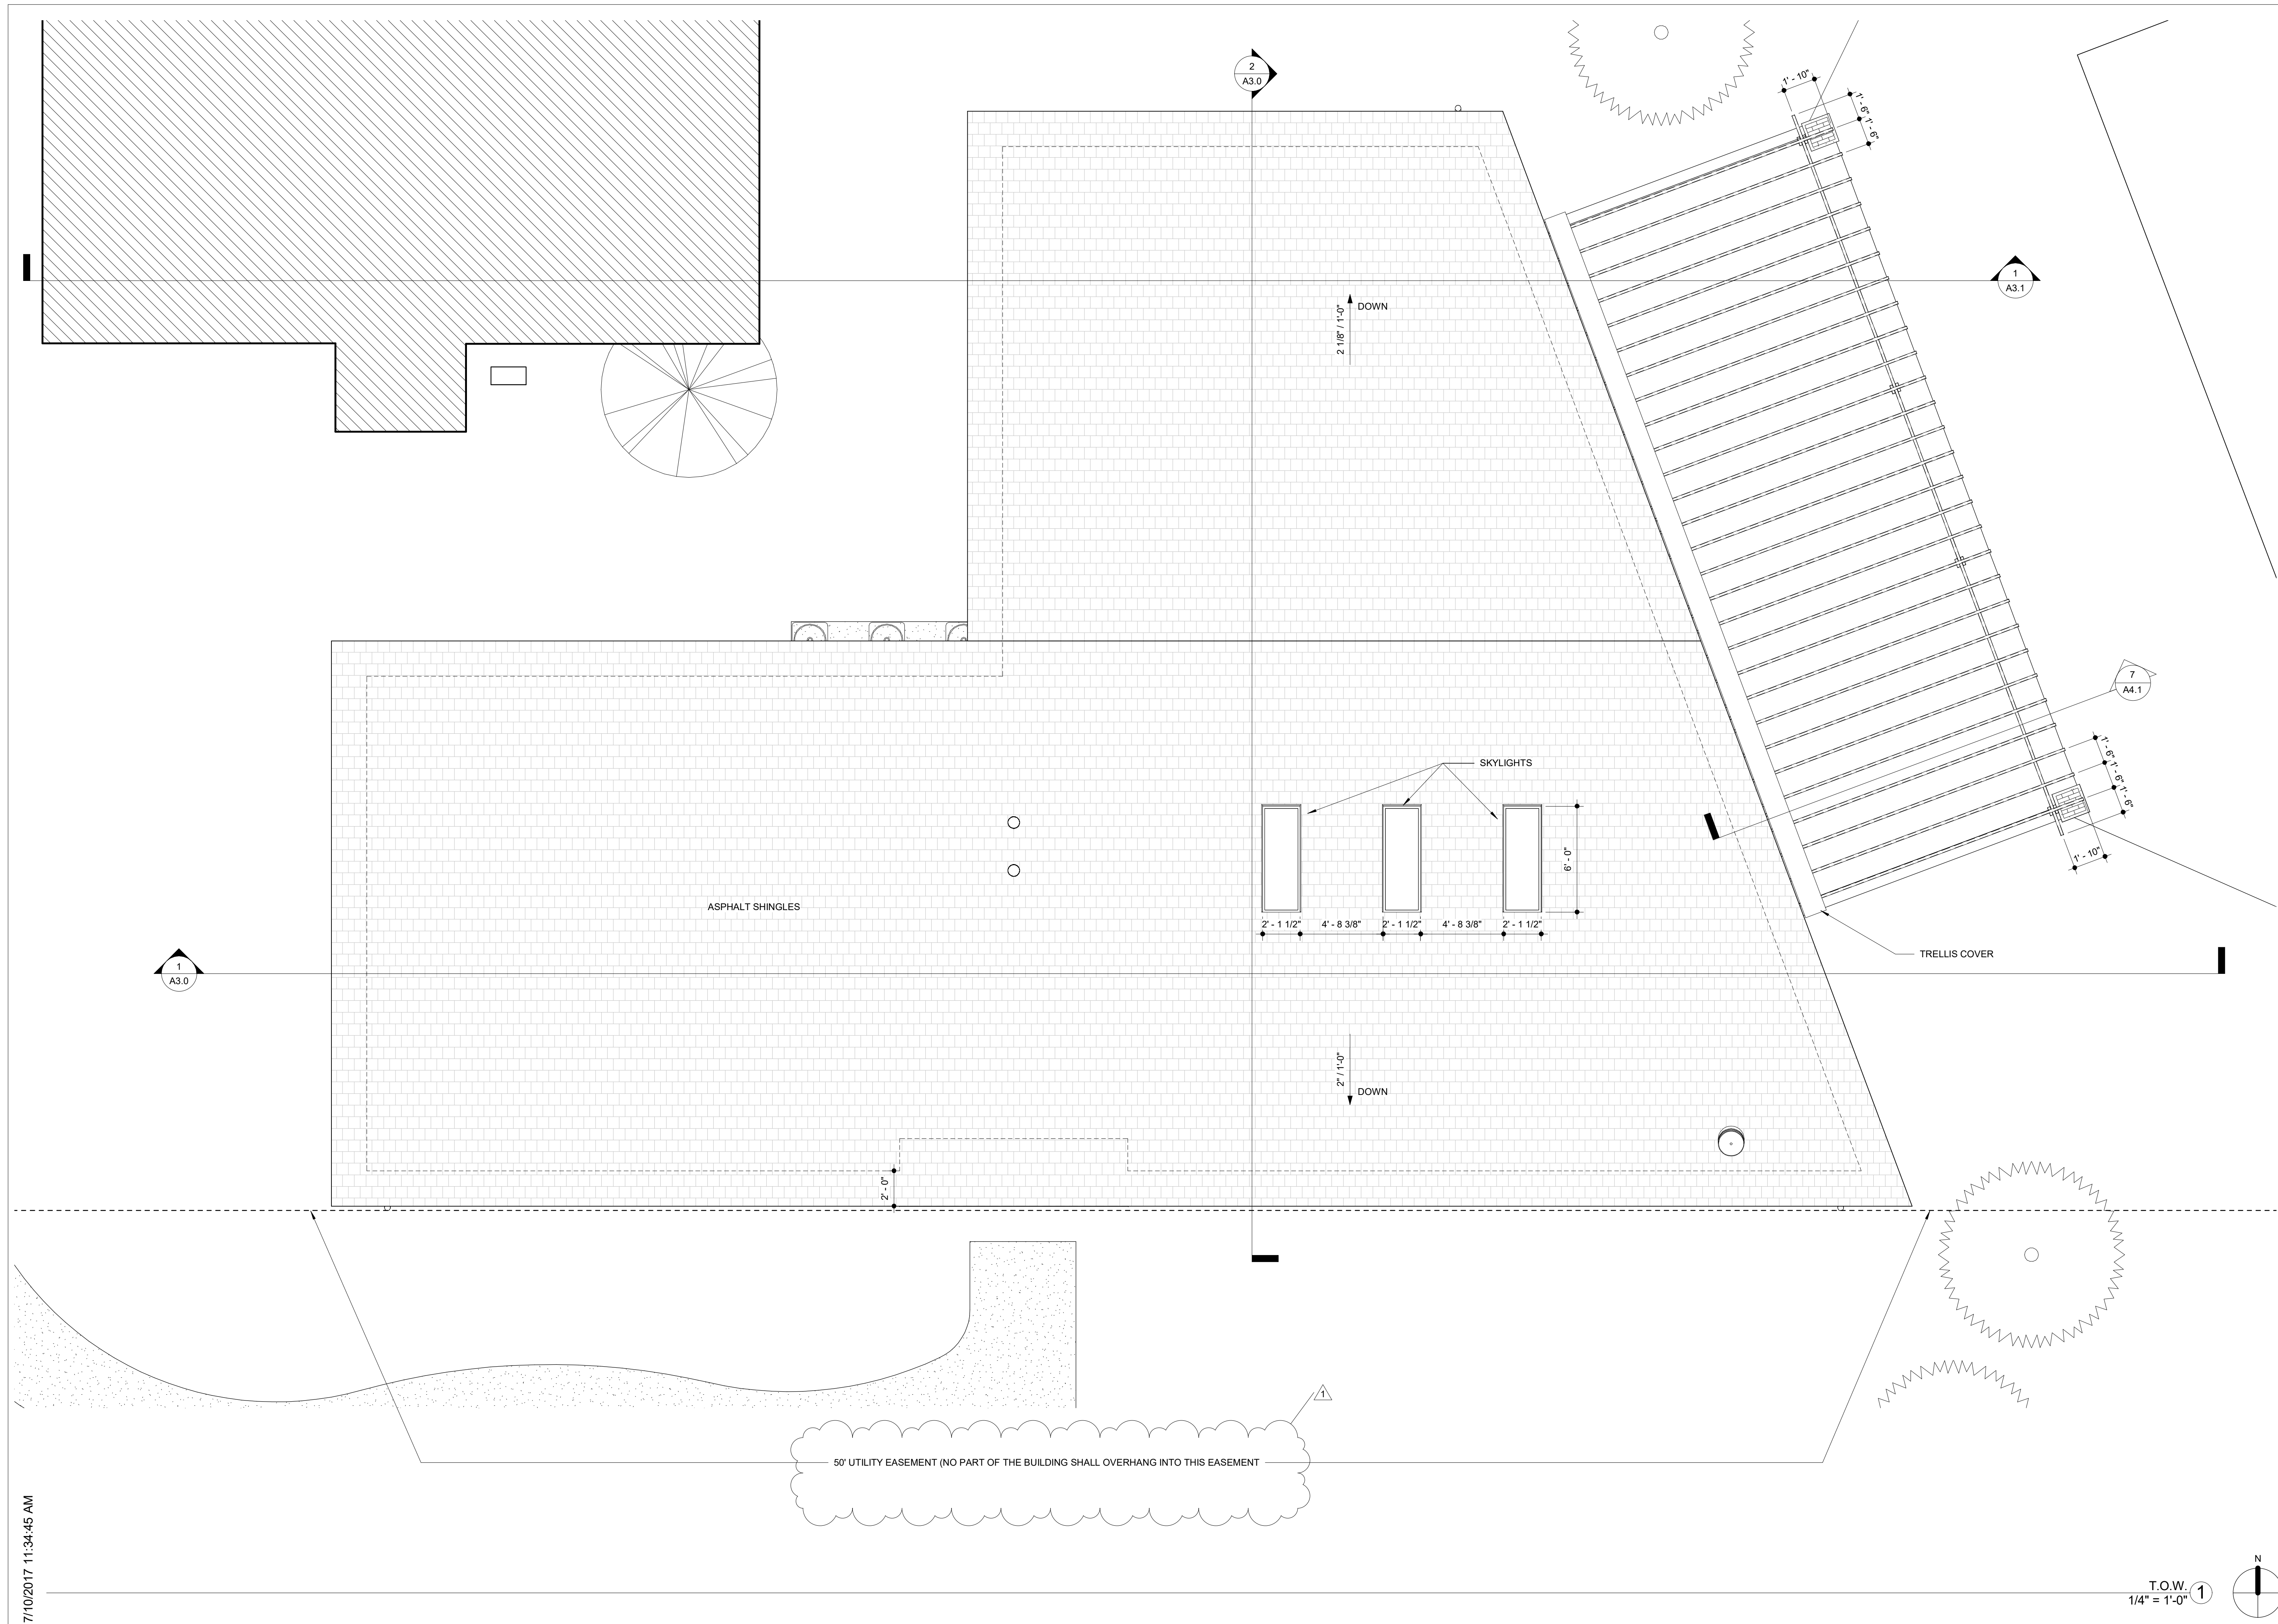 2
A3.0
1' - 10"
1' - 6"
1' - 6"
1
A3.1
DOWN
2 1/8" / 1'-0"
7
A4.1
SKYLIGHTS
1' - 6"
1' - 6"
1' - 6"
1' - 10"
6' - 0"
ASPHALT SHINGLES
2' - 1 1/2"
4' - 8 3/8"
2' - 1 1/2"
4' - 8 3/8"
2' - 1 1/2"
TRELLIS COVER
1
A3.0
2" / 1'-0"
DOWN
2' - 0"
1
50' UTILITY EASEMENT (NO PART OF THE BUILDING SHALL OVERHANG INTO THIS EASEMENT
7/10/2017 11:34:45 AM
T.O.W.
1/4" = 1'-0"
1
N